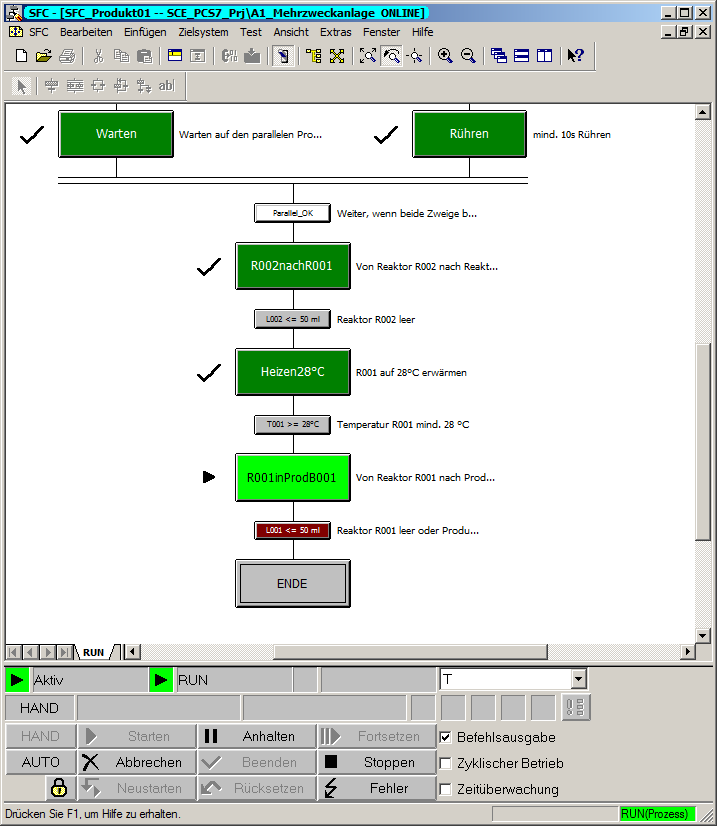 SFC - [SFC_Produkt01 -- SCE_PCS7_Prj\A1_Mehrzweckanlage ONLINE]
SFC Bearbeiten Einfügen Zielsystem Test Ansicht Extras Fenster Hilfe
ab|
Warten Warten auf den parallelen Pro... Rühren mind. 10s Rühren
Parallel_OK Weiter, wenn beide Zweige b...
R002nachR001 Von Reaktor R002 nach Reakt...
L002 <= 50 ml Reaktor R002 leer
Heizen28°C R001 auf 28°C erwärmen
T001 >= 28°C Temperatur R001 mind. 28 °C
R001inProdB001 Von Reaktor R001 nach Prod...
L001 <= 50 ml Reaktor R001 leer oder Produ...
ENDE
RUN
Aktiv RUN T
HAND
HAND Starten Anhalten Fortsetzen Befehlsausgabe
AUTO Abbrechen Beenden Stoppen Zyklischer Betrieb
Neustarten Rücksetzen Fehler Zeitüberwachung
Drücken Sie F1, um Hilfe zu erhalten. RUN(Prozess)